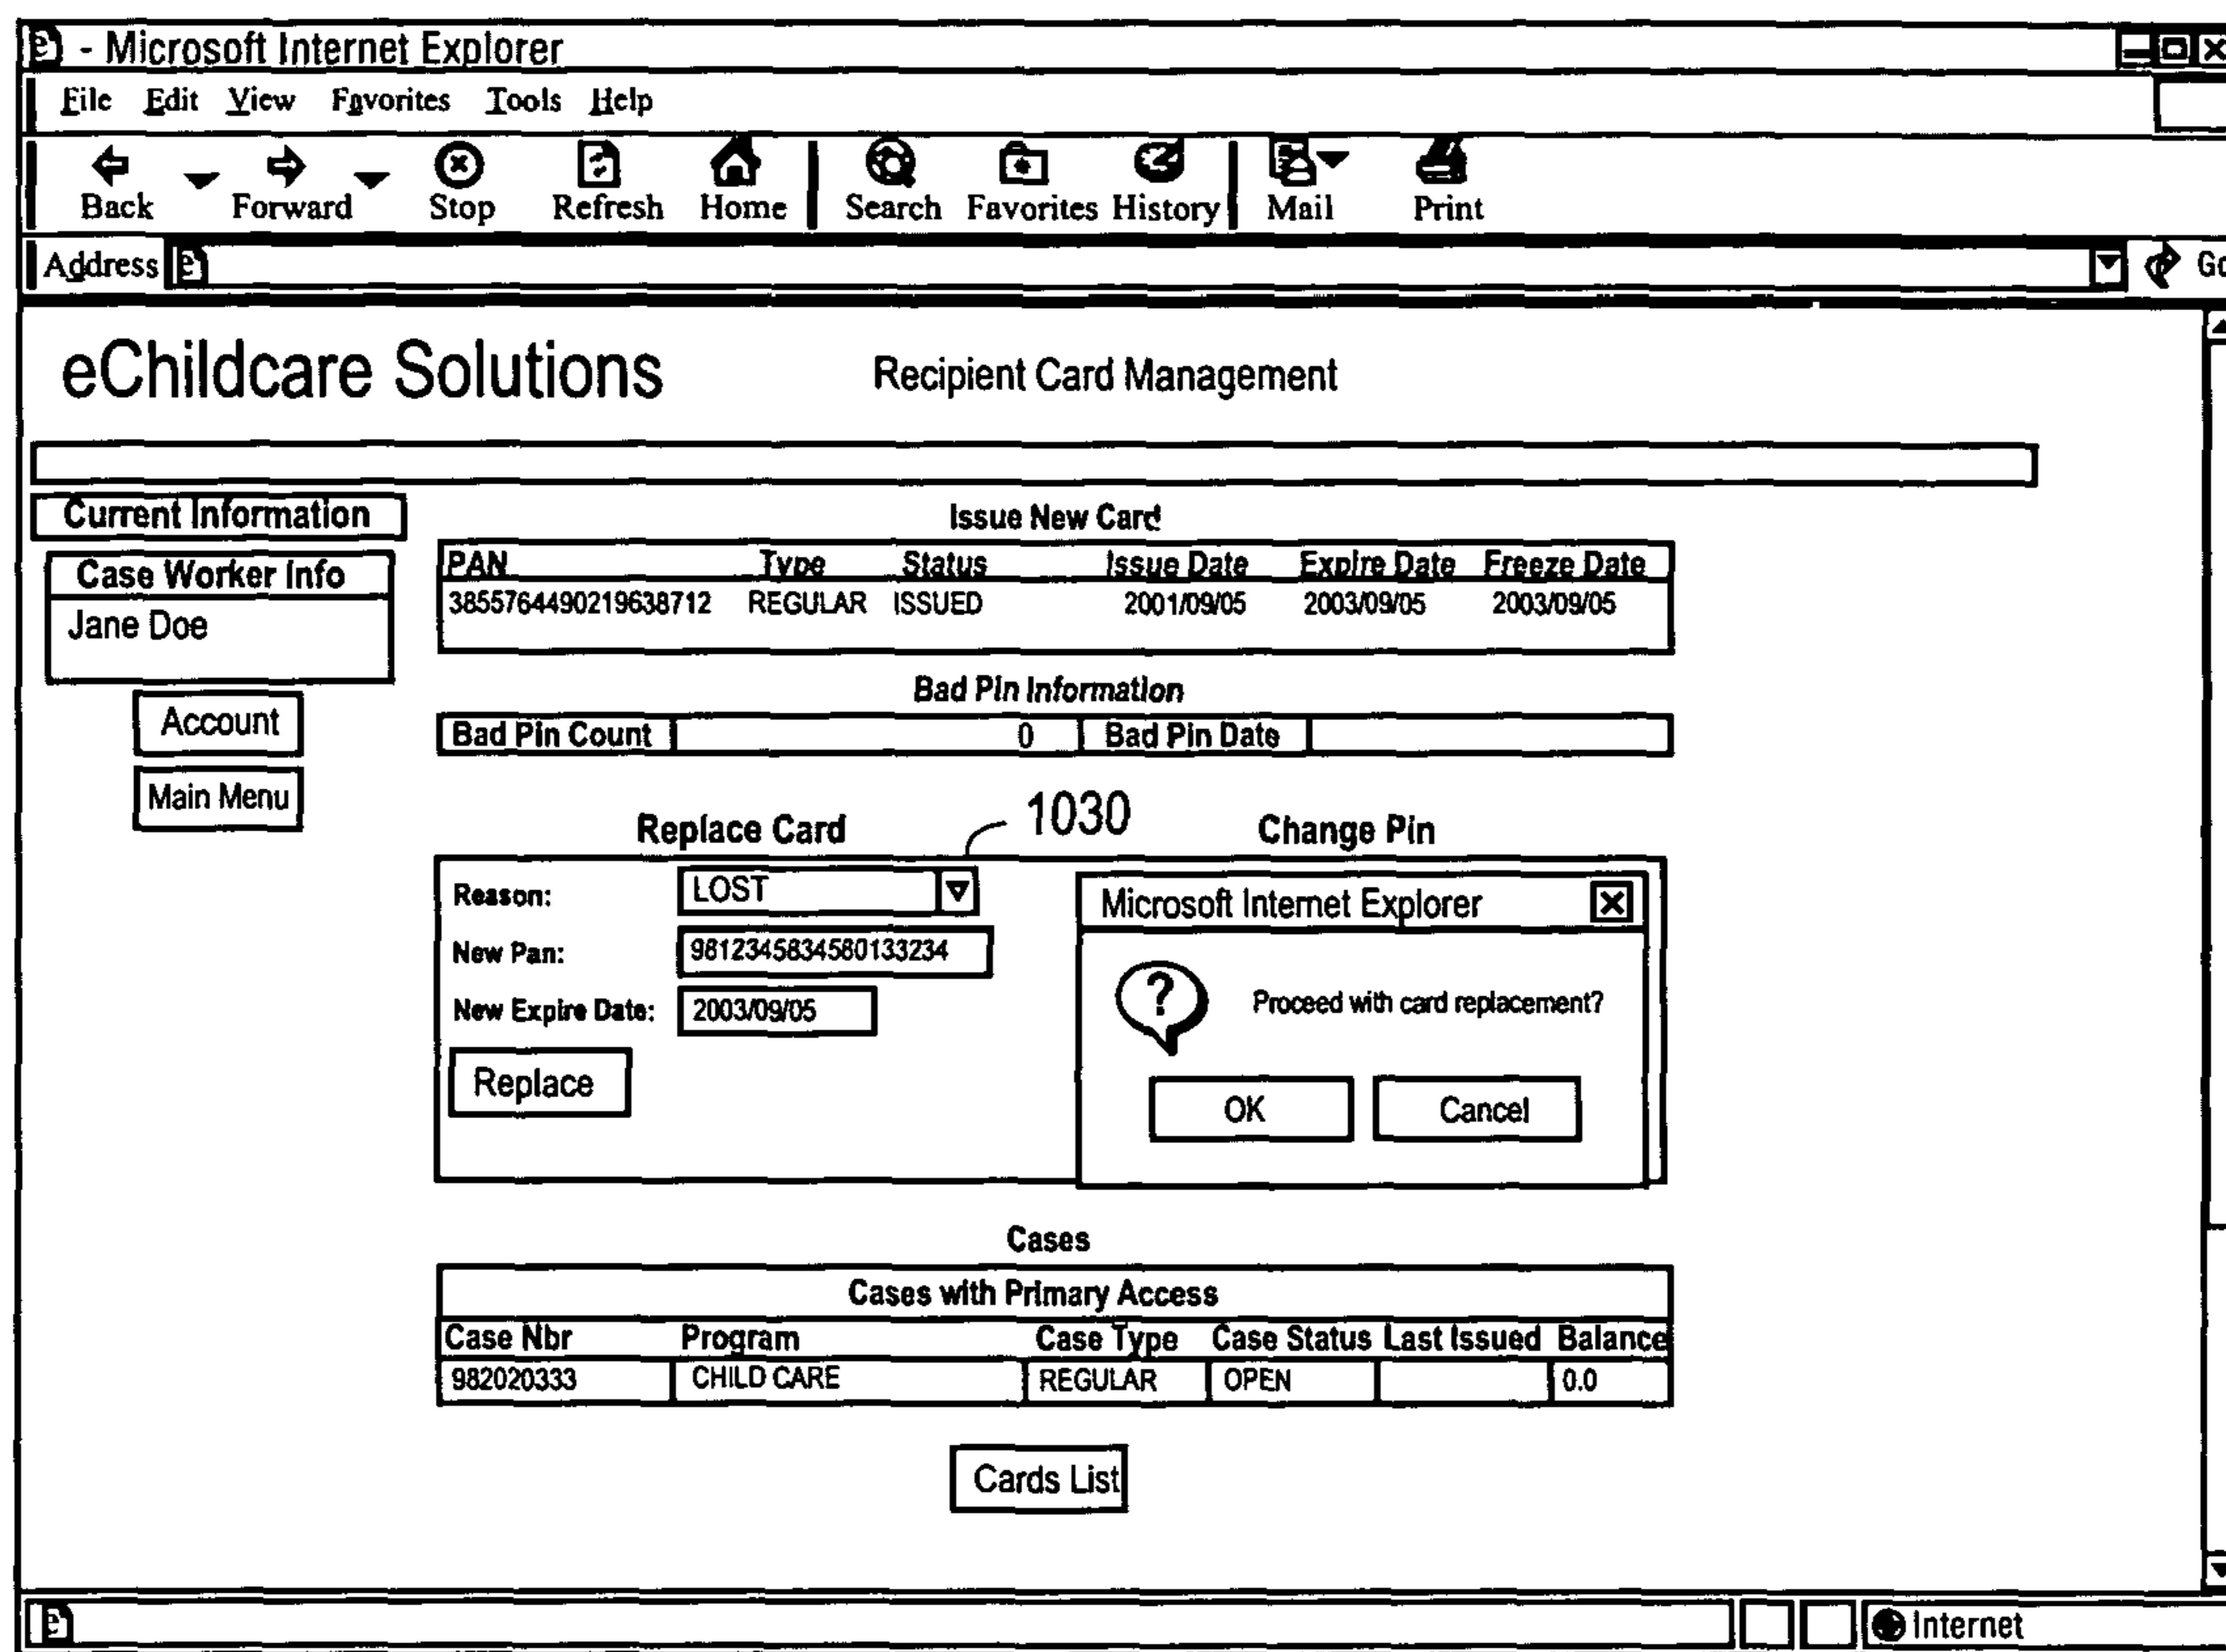 - Microsoft Internet Explorer
File Edit View Favorites Tools Help
Back Forward Stop Refresh Home Search Favorites History Mail Print
Address Go
eChildcare Solutions Recipient Card Management
Current Information
Case Worker Info
Jane Doe
Account
Main Menu
Issue New Card
PAN Type Status Issue Date Expire Date Freeze Date
3855764490219638712 REGULAR ISSUED 2001/09/05 2003/09/05 2003/09/05
Bad Pin Information
Bad Pin Count 0 Bad Pin Date
Replace Card 1030 Change Pin
Reason: LOST
New Pan: 9812345834580133234
New Expire Date: 2003/09/05
Replace
Microsoft Internet Explorer
? Proceed with card replacement?
OK Cancel
Cases
Cases with Primary Access
Case Nbr Program Case Type Case Status Last Issued Balance
982020333 CHILD CARE REGULAR OPEN 0.0
Cards List
Internet